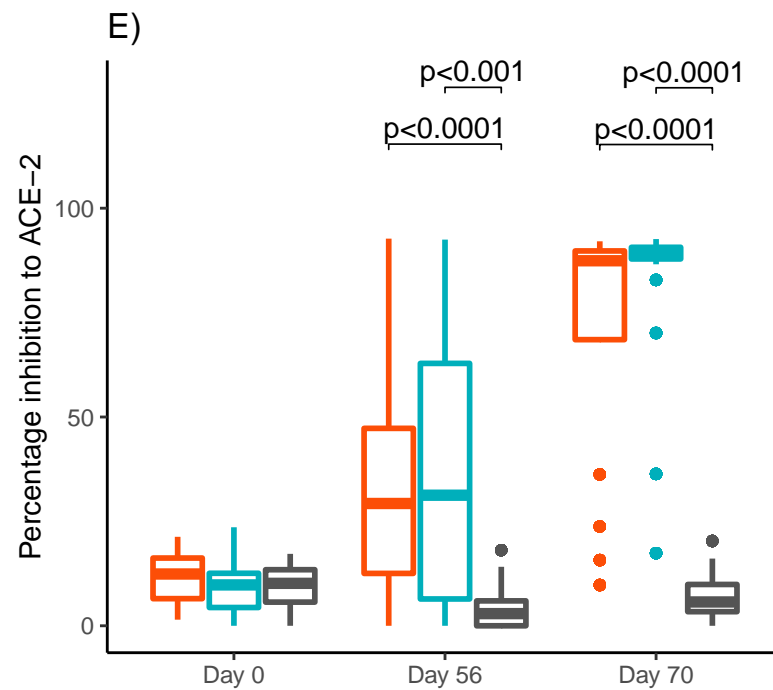 E)
p<0.001
p<0.0001
p<0.0001
p<0.0001
Percentage inhibition to ACE−2
100
50
0
Day 0
Day 56
Day 70